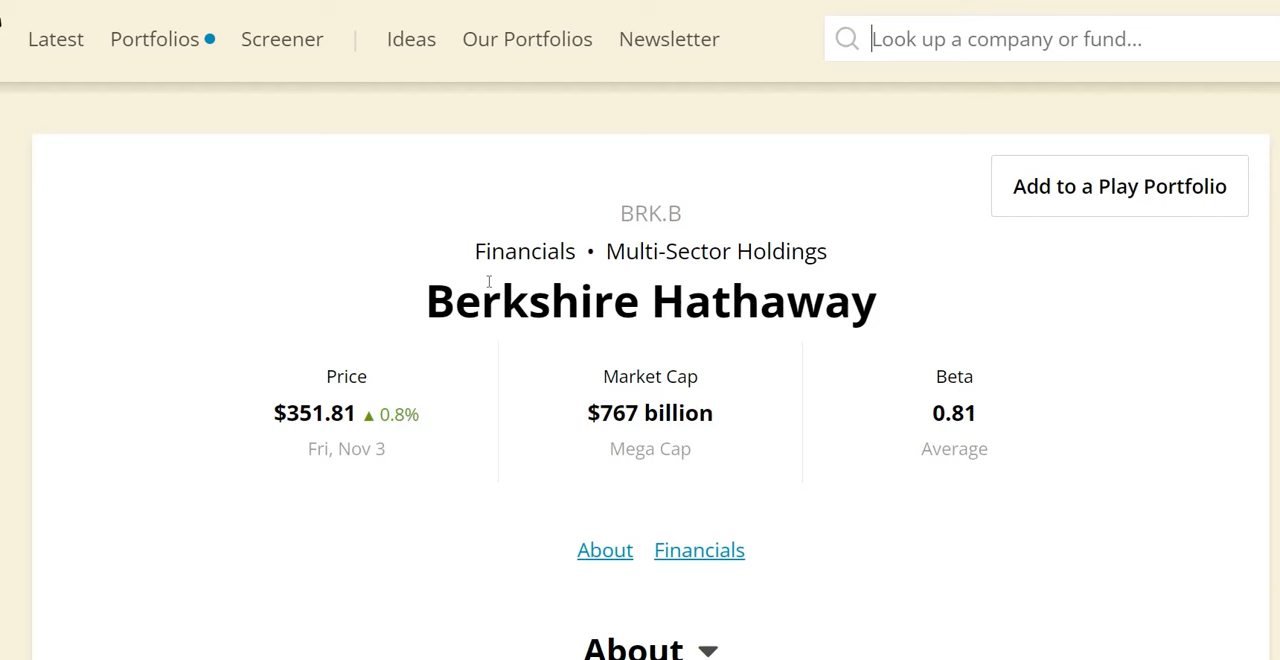 Latest Portfolios Screener | Ideas Our Portfolios Newsletter Look up a company or fund...
Add to a Play Portfolio
BRK.B
Financials • Multi-Sector Holdings
Berkshire Hathaway
Price Market Cap Beta
$351.81 ▲ 0.8% $767 billion 0.81
Fri, Nov 3 Mega Cap Average
About Financials
About